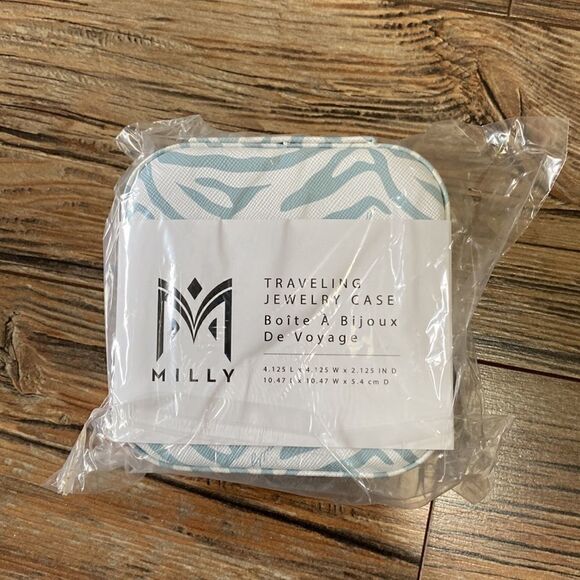 MILLY
TRAVELING
JEWELRY CASE
Boîte À Bijoux
De Voyage
4.125 L x 4.125 W x 2.125 IN D
10.47 L x 10.47 W x 5.4 cm D